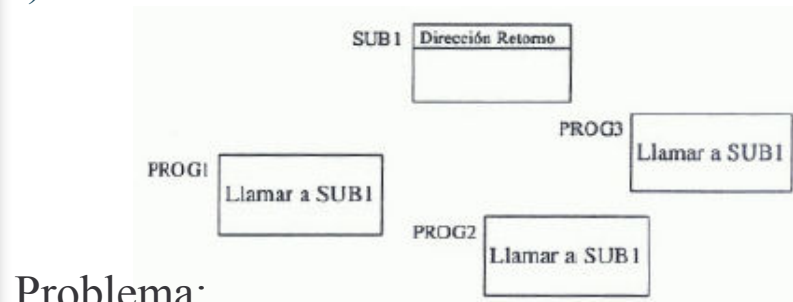 SUB1 Dirección Retorno
PROG3
Llamar a SUB1
PROG1
Llamar a SUB1
PROG2
Llamar a SUB1
Problema: